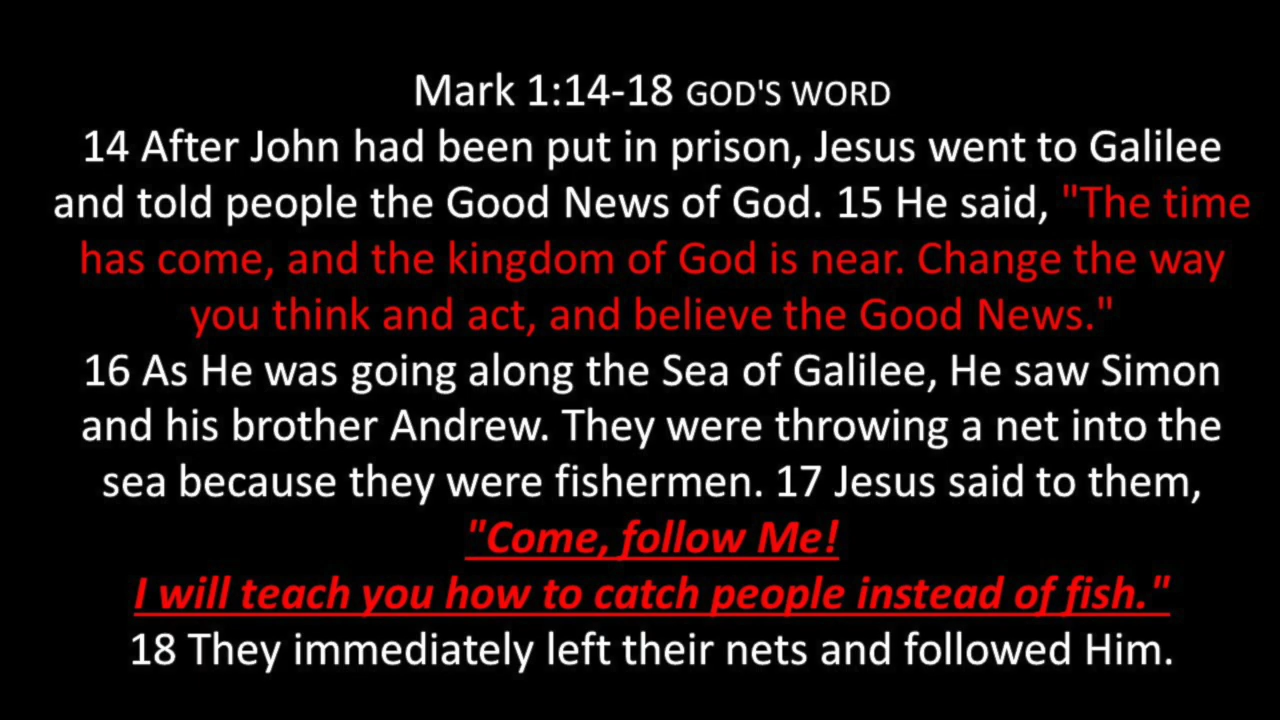 Mark 1:14-18 GOD'S WORD
14 After John had been put in prison, Jesus went to Galilee
and told people the Good News of God. 15 He said, "The time
has come, and the kingdom of God is near. Change the way
you think and act, and believe the Good News."
16 As He was going along the Sea of Galilee, He saw Simon
and his brother Andrew. They were throwing a net into the
sea because they were fishermen. 17 Jesus said to them,
"Come, follow Me!
I will teach you how to catch people instead of fish."
18 They immediately left their nets and followed Him.